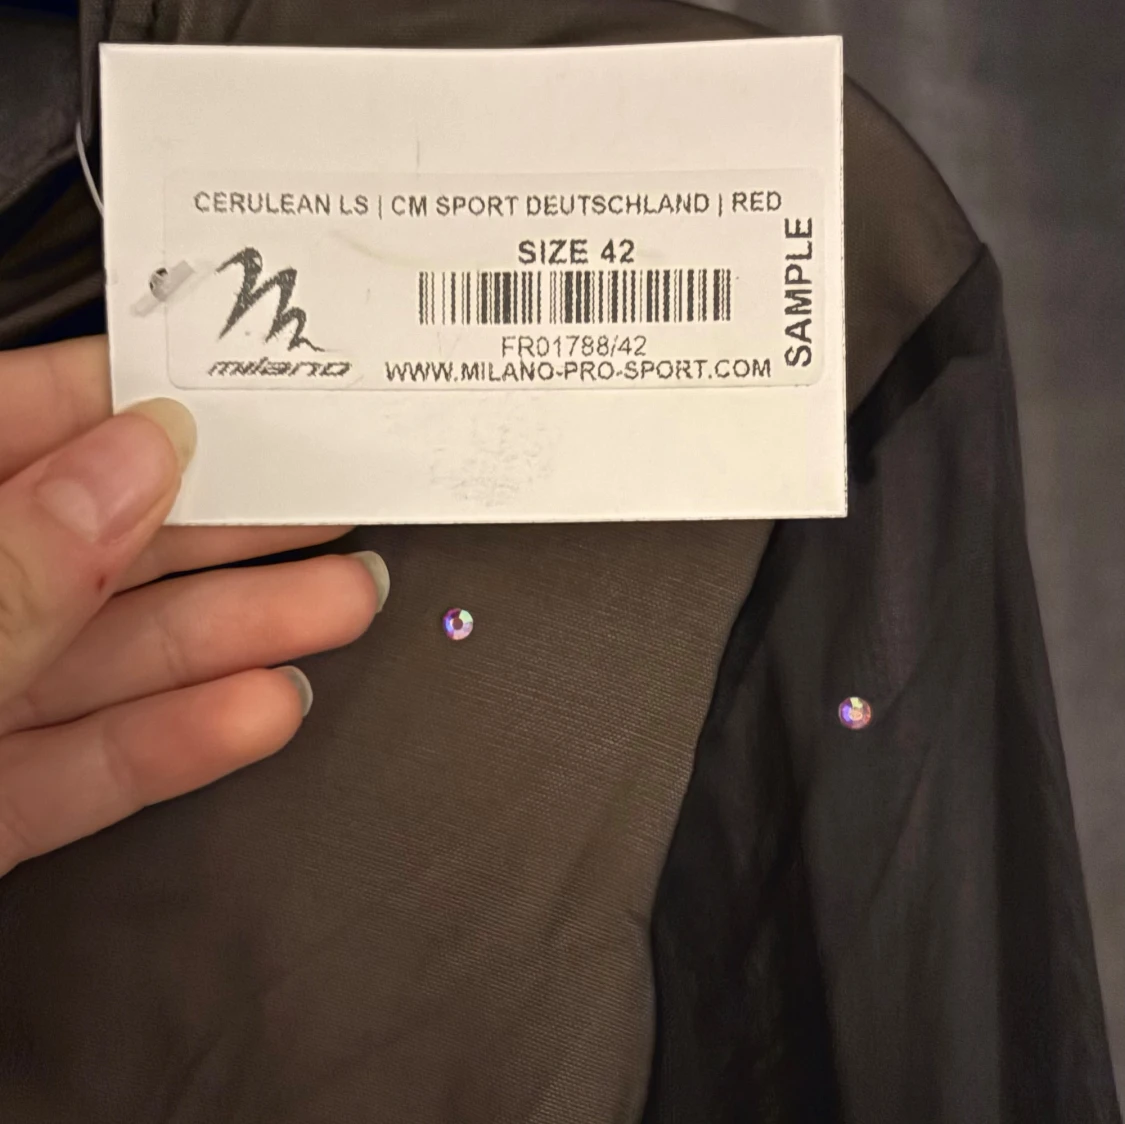 CERULEAN LS | CM SPORT DEUTSCHLAND | RED
SIZE 42
FR01788/42
WWW.MILANO-PRO-SPORT.COM
SAMPLE
milano